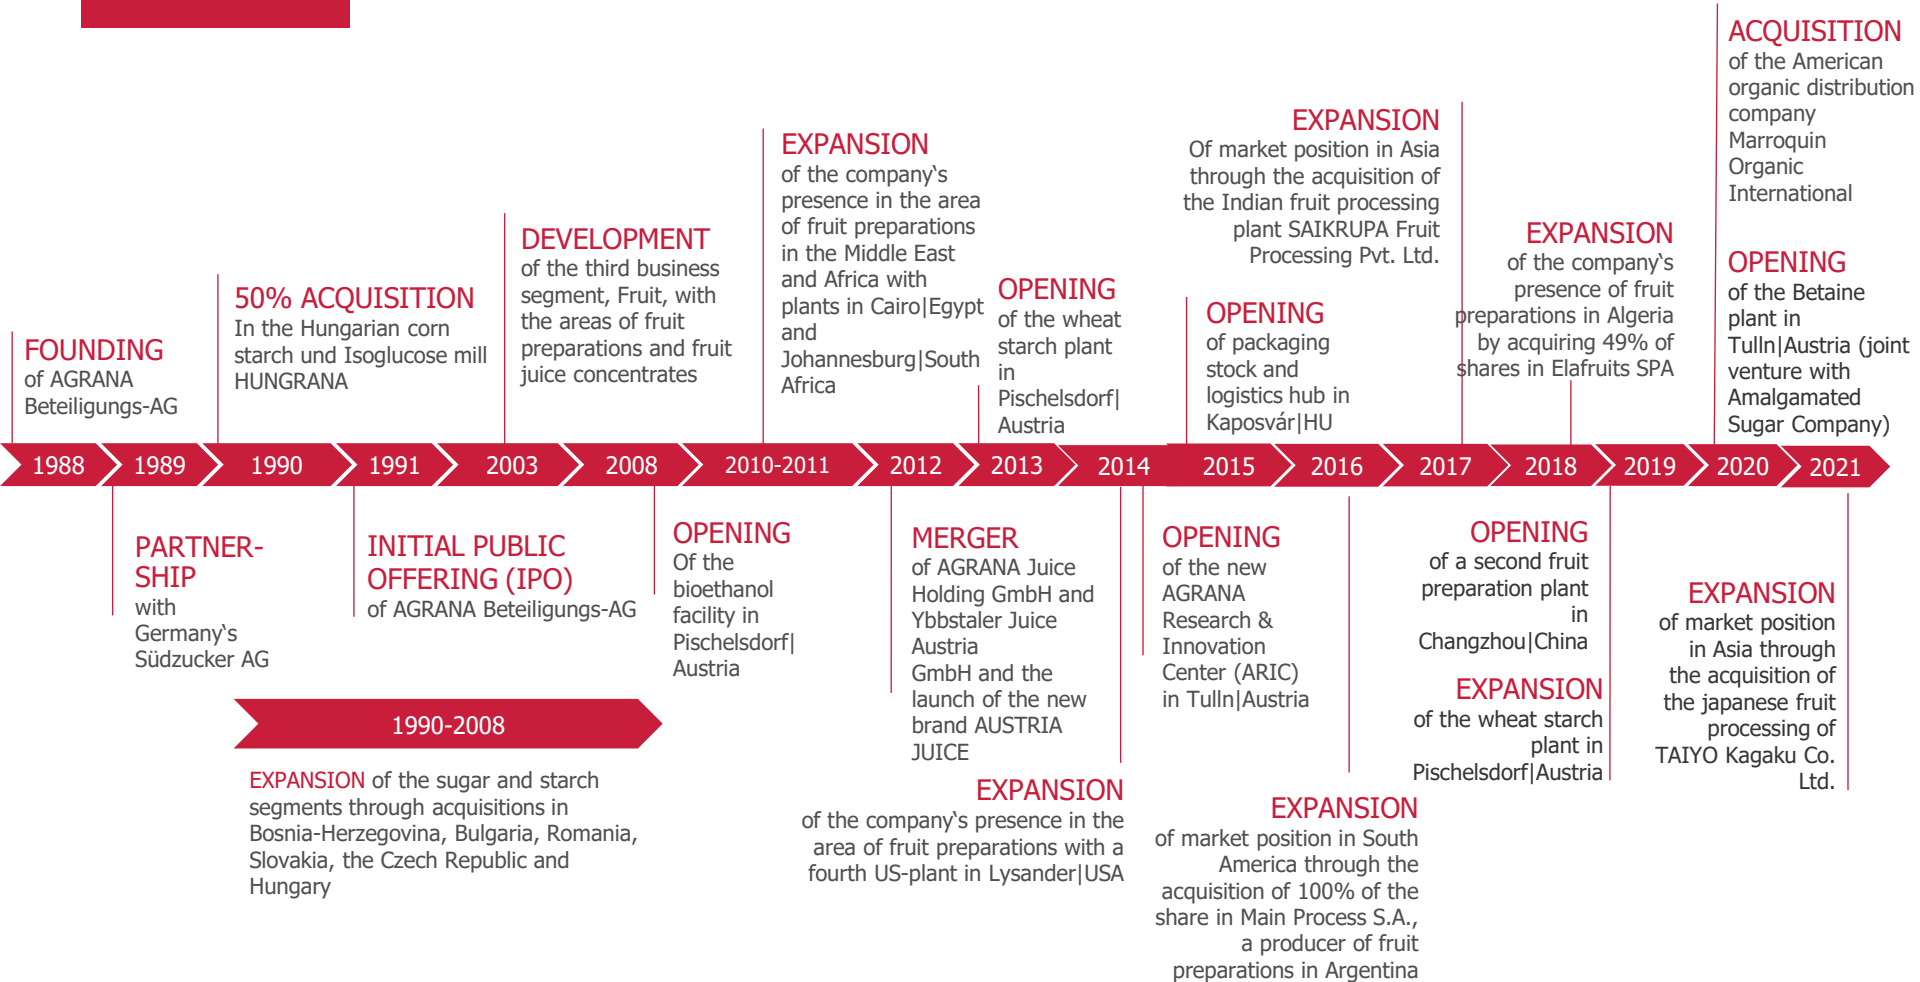 FOUNDING
of AGRANA
Beteiligungs-AG
50% ACQUISITION
In the Hungarian corn
starch und Isoglucose mill
HUNGRANA
DEVELOPMENT
of the third business
segment, Fruit, with
the areas of fruit
preparations and fruit
juice concentrates
EXPANSION
of the company‘s
presence in the area
of fruit preparations
in the Middle East
and Africa with
plants in Cairo|Egypt
and
Johannesburg|South
Africa
OPENING
of the wheat
starch plant
in
Pischelsdorf|
Austria
EXPANSION
Of market position in Asia
through the acquisition of
the Indian fruit processing
plant SAIKRUPA Fruit
Processing Pvt. Ltd.
OPENING
of packaging
stock and
logistics hub in
Kaposvár|HU
EXPANSION
of the company‘s
presence of fruit
preparations in Algeria
by acquiring 49% of
shares in Elafruits SPA
ACQUISITION
of the American
organic distribution
company
Marroquin
Organic
International
OPENING
of the Betaine
plant in
Tulln|Austria (joint
venture with
Amalgamated
Sugar Company)
1988 1989 1990 1991 2003 2008 2010-2011 2012 2013 2014 2015 2016 2017 2018 2019 2020 2021
PARTNER-
SHIP
with
Germany‘s
Südzucker AG
INITIAL PUBLIC
OFFERING (IPO)
of AGRANA Beteiligungs-AG
1990-2008
EXPANSION of the sugar and starch
segments through acquisitions in
Bosnia-Herzegovina, Bulgaria, Romania,
Slovakia, the Czech Republic and
Hungary
OPENING
Of the
bioethanol
facility in
Pischelsdorf|
Austria
MERGER
of AGRANA Juice
Holding GmbH and
Ybbstaler Juice
Austria
GmbH and the
launch of the new
brand AUSTRIA
JUICE
EXPANSION
of the company‘s presence in the
area of fruit preparations with a
fourth US-plant in Lysander|USA
OPENING
of the new
AGRANA
Research &
Innovation
Center (ARIC)
in Tulln|Austria
EXPANSION
of market position in South
America through the
acquisition of 100% of the
share in Main Process S.A.,
a producer of fruit
preparations in Argentina
OPENING
of a second fruit
preparation plant
in
Changzhou|China
EXPANSION
of the wheat starch
plant in
Pischelsdorf|Austria
EXPANSION
of market position
in Asia through
the acquisition of
the japanese fruit
processing of
TAIYO Kagaku Co.
Ltd.